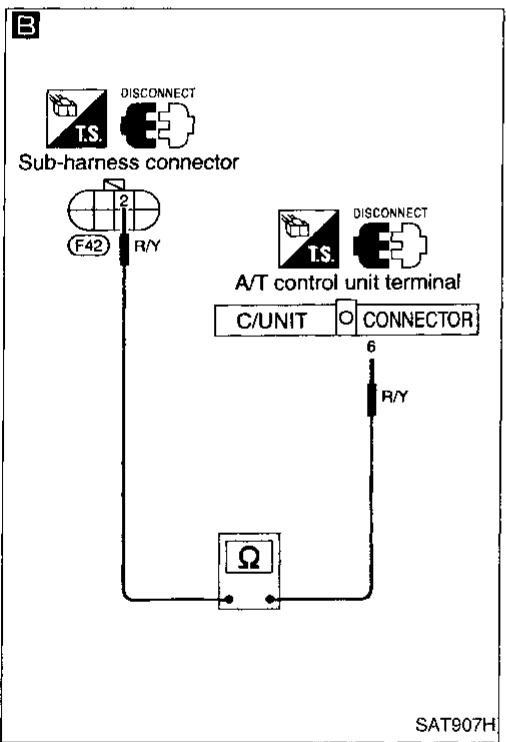 B
DISCONNECT
T.S.
Sub-harness connector
2
F42 R/Y
DISCONNECT
T.S.
A/T control unit terminal
C/UNIT CONNECTOR
6
R/Y
Ω
SAT907H